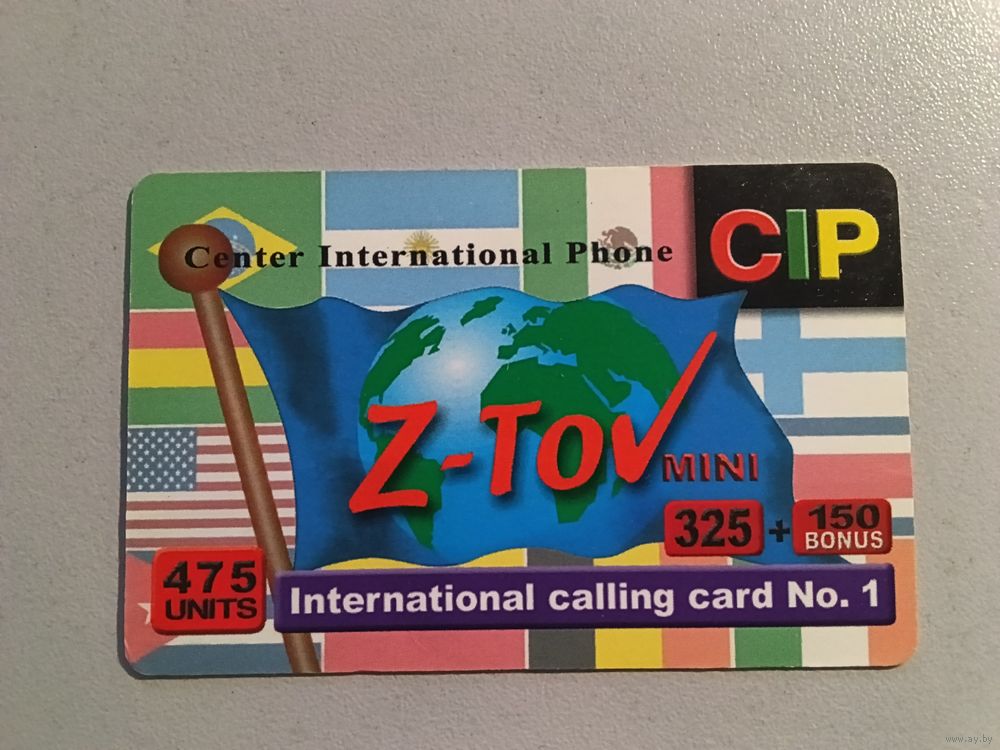 CIP
Center International Phone
Z-TOV MINI
325 + 150 BONUS
475 UNITS
International calling card No. 1
www.ay.by